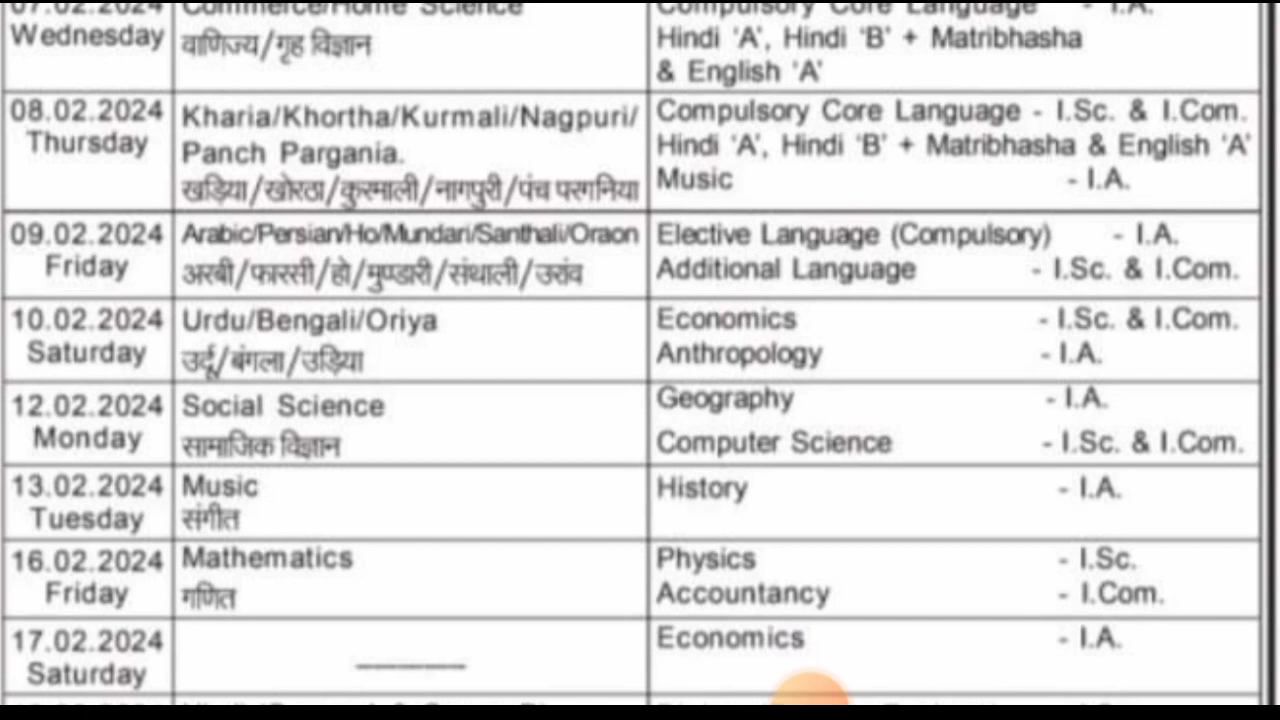 07.02.2024 Commerce/Home Science Compulsory Core Language - I.A.
Wednesday वाणिज्य/गृह विज्ञान Hindi ‘A’, Hindi ‘B’ + Matribhasha
& English ‘A’
08.02.2024 Kharia/Khortha/Kurmali/Nagpuri/ Compulsory Core Language - I.Sc. & I.Com.
Thursday Panch Pargania. Hindi ‘A’, Hindi ‘B’ + Matribhasha & English ‘A’
खड़िया/खोरठा/कुरमाली/नागपुरी/पंच परगनिया Music - I.A.
09.02.2024 Arabic/Persian/Ho/Mundari/Santhali/Oraon Elective Language (Compulsory) - I.A.
Friday अरबी/फारसी/हो/मुण्डारी/संथाली/उरांव Additional Language - I.Sc. & I.Com.
10.02.2024 Urdu/Bengali/Oriya Economics - I.Sc. & I.Com.
Saturday उर्दू/बंगला/उड़िया Anthropology - I.A.
12.02.2024 Social Science Geography - I.A.
Monday सामाजिक विज्ञान Computer Science - I.Sc. & I.Com.
13.02.2024 Music History - I.A.
Tuesday संगीत
16.02.2024 Mathematics Physics - I.Sc.
Friday गणित Accountancy - I.Com.
17.02.2024 Economics - I.A.
Saturday